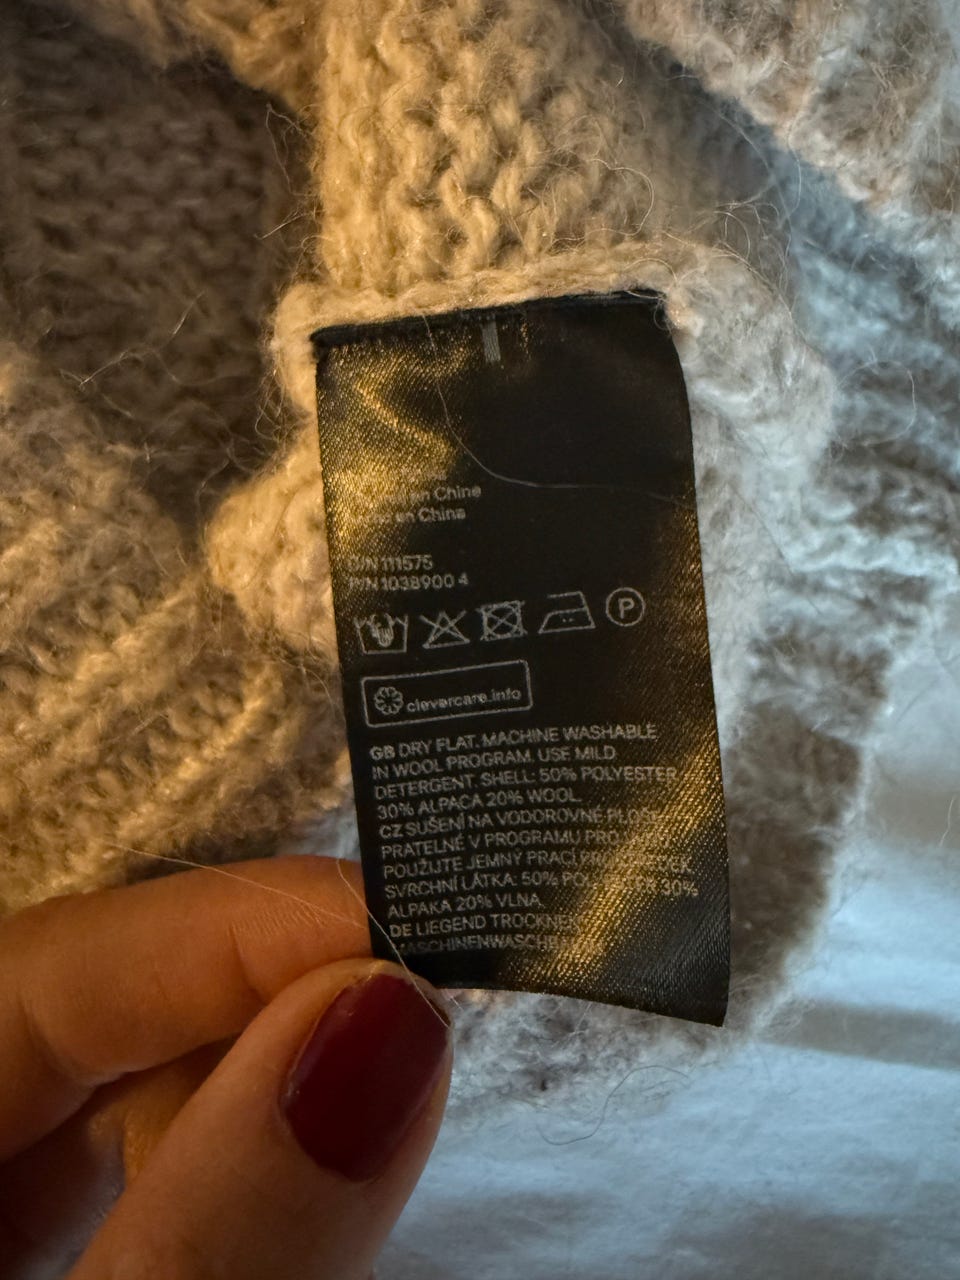 en Chine
en China
111575
1038900 4
P
clevercare.info
GB DRY FLAT. MACHINE WASHABLE
IN WOOL PROGRAM. USE MILD
DETERGENT. SHELL: 50% POLYESTER
30% ALPACA 20% WOOL.
CZ SUŠENÍ NA VODOROVNÉ
PRATELNÉ V PROGRAMU
POUŽIJTE JEMNÝ PRACÍ
SVRCHNÍ LÁTKA: 50% 30%
ALPAKA 20% VLNA.
DE LIEGEND